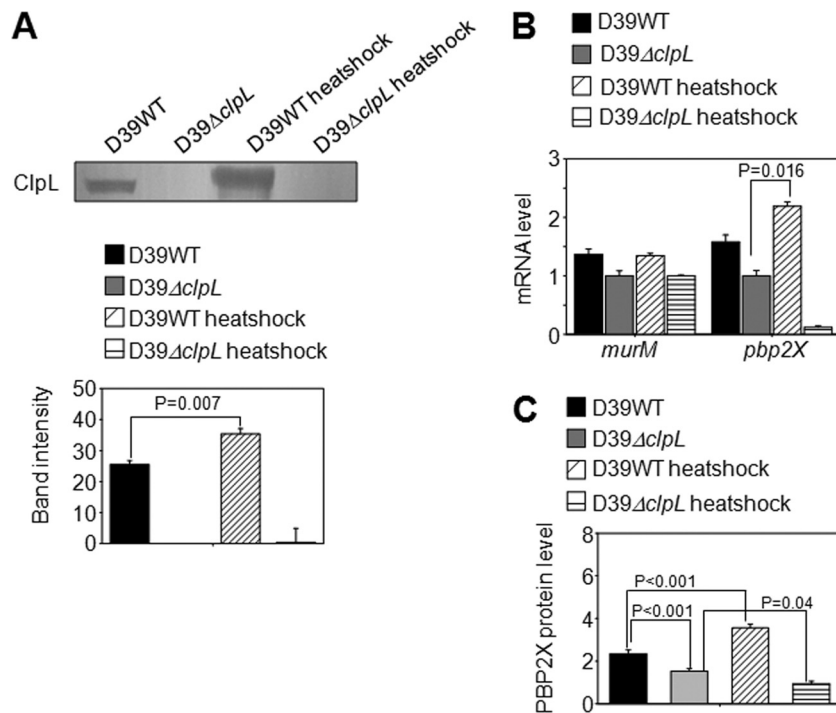 A
D39WT
D39ΔclpL
D39WT heatshock
D39ΔclpL heatshock
ClpL
D39WT
D39ΔclpL
D39WT heatshock
D39ΔclpL heatshock
Band intensity
50
40
30
20
10
0
P=0.007
B
D39WT
D39ΔclpL
D39WT heatshock
D39ΔclpL heatshock
mRNA level
3
2
1
0
P=0.016
murM
pbp2X
C
D39WT
D39ΔclpL
D39WT heatshock
D39ΔclpL heatshock
PBP2X protein level
8
6
4
2
0
P<0.001
P<0.001
P=0.04